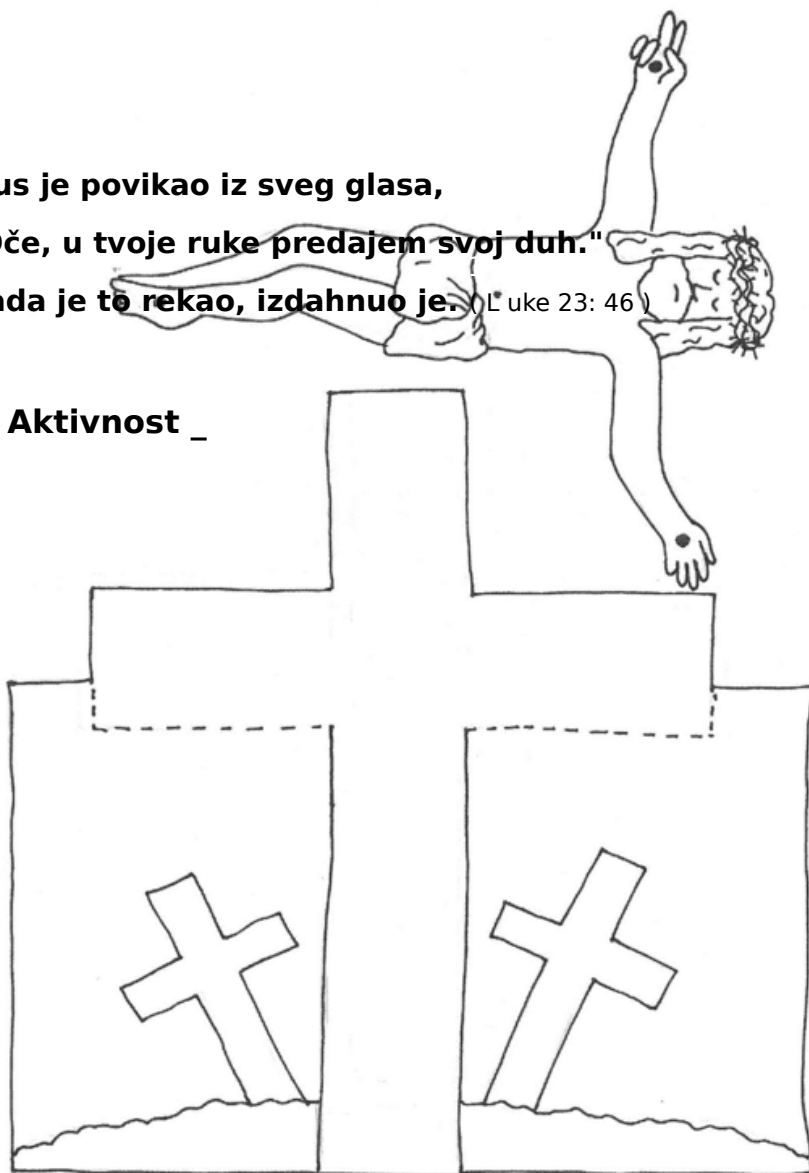 us je povikao iz sveg glasa,
Oče, u tvoje ruke predajem svoj duh."
ada je to rekao, izdahnuo je. ( L uke 23: 46 )
Aktivnost _